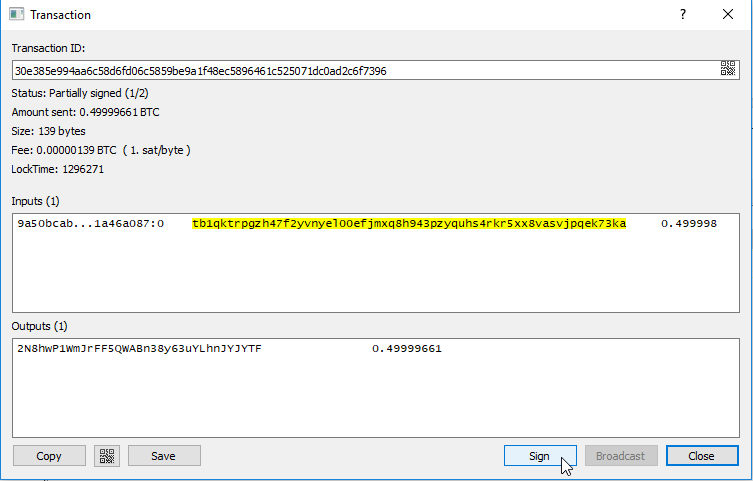 Transaction
Transaction ID:
30e385e994aa6c58d6fd06c5859be9a1f48ec5896461c525071dc0ad2c6f7396
Status: Partially signed (1/2)
Amount sent: 0.49999661 BTC
Size: 139 bytes
Fee: 0.00000139 BTC ( 1. sat/byte )
LockTime: 1296271
Inputs (1)
9a50bcab...1a46a087:0 tb1qktrpgzh47f2yvnyel00efjmxq8h943pzyquhs4rkr5xx8vasvjpqek73ka 0.499998
Outputs (1)
2N8hwP1WmJrFF5QWABn38y63uYLhnJYJYTF 0.49999661
Copy Save Sign Broadcast Close